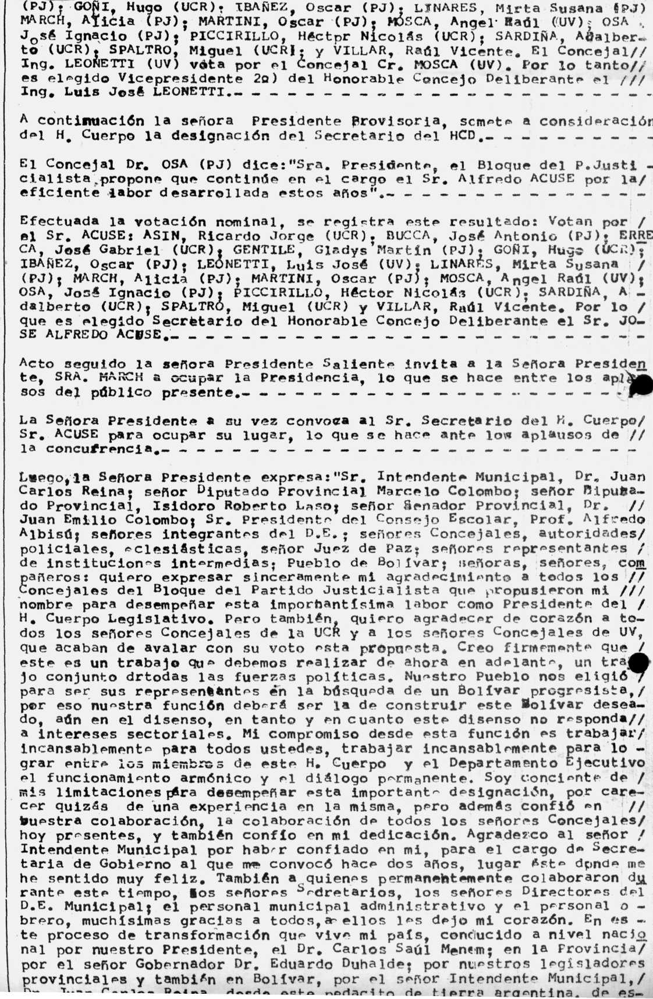 (PJ); GOÑI, Hugo (UCR); IBAÑEZ, Oscar (PJ); LINARES, Mirta Susana (PJ)
MARCH, Alicia (PJ); MARTINI, Oscar (PJ); MOSCA, Angel Raúl (UV); OSA
José Ignacio (PJ); PICCIRILLO, Héctpr Nicolás (UCR); SARDIÑA, Adalber-
to (UCR); SPALTRO, Miguel (UCR); y VILLAR, Raúl Vicente. El Concejal//
Ing. LEONETTI (UV) vota por el Concejal Cr. MOSCA (UV). Por lo tanto//
es elegido Vicepresidente 2º) del Honorable Concejo Deliberante el ///
Ing. Luis José LEONETTI.- - - - - - - - - - - - - - - - - - - - - - - -

A continuación la señora Presidente Provisoria, somete a consideración
del H. Cuerpo la designación del Secretario del HCD.- - - - - - - - - -

El Concejal Dr. OSA (PJ) dice:"Sra. Presidente, el Bloque del P.Justi -
cialista propone que continúe en el cargo el Sr. Alfredo ACUSE por la/
eficiente labor desarrollada estos años".- - - - - - - - - - - - - - -

Efectuada la votación nominal, se registra este resultado: Votan por /
el Sr. ACUSE: ASIN, Ricardo Jorge (UCR); BUCCA, José Antonio (PJ); ERRE
CA, José Gabriel (UCR); GENTILE, Gladys Martín (PJ); GOÑI, Hugo (UCR);
IBAÑEZ, Oscar (PJ); LEONETTI, Luis José (UV); LINARES, Mirta Susana /
(PJ); MARCH, Alicia (PJ); MARTINI, Oscar (PJ); MOSCA, Angel Raúl (UV);
OSA, José Ignacio (PJ); PICCIRILLO, Héctor Nicolás (UCR); SARDIÑA, A -
dalberto (UCR); SPALTRO, Miguel (UCR) y VILLAR, Raúl Vicente. Por lo /
que es elegido Secretario del Honorable Concejo Deliberante el Sr. JO-
SE ALFREDO ACUSE.- - - - - - - - - - - - - - - - - - - - - - - - - - -

Acto seguido la señora Presidente Saliente invita a la Señora Presiden
te, SRA. MARCH a ocupar la Presidencia, lo que se hace entre los apla
sos del público presente.- - - - - - - - - - - - - - - - - - - - - -

La Señora Presidente a su vez convoca al Sr. Secretario del H. Cuerpo/
Sr. ACUSE para ocupar su lugar, lo que se hace ante los aplausos de //
la concurrencia.- - - - - - - - - - - - - - - - - - - - - - - - - - -

Luego, la Señora Presidente expresa:"Sr. Intendente Municipal, Dr. Juan
Carlos Reina; señor Diputado Provincial Marcelo Colombo; señor Diputa-
do Provincial, Isidoro Roberto Laso; señor Senador Provincial, Dr. //
Juan Emilio Colombo; Sr. Presidente del Consejo Escolar, Prof. Alfredo
Albisú; señores integrantes del D.E.; señores Concejales, autoridades/
policiales, eclesiásticas, señor Juez de Paz; señores representantes /
de instituciones intermedias; Pueblo de Bolívar; señoras, señores, com
pañeros: quiero expresar sinceramente mi agradecimiento a todos los //
Concejales del Bloque del Partido Justicialista que propusieron mi ///
nombre para desempeñar esta importantísima labor como Presidente del /
H. Cuerpo Legislativo. Pero también, quiero agradecer de corazón a to-
dos los señores Concejales de la UCR y a los señores Concejales de UV,
que acaban de avalar con su voto esta propuesta. Creo firmemente que /
este es un trabajo que debemos realizar de ahora en adelante, un tra
jo conjunto drtodas las fuerzas políticas. Nuestro Pueblo nos eligió /
para ser sus representantes en la búsqueda de un Bolívar progresista,/
por eso nuestra función deberá ser la de construir este Bolívar desea-
do, aún en el disenso, en tanto y en cuanto este disenso no responda//
a intereses sectoriales. Mi compromiso desde esta función es trabajar/
incansablemente para todos ustedes, trabajar incansablemente para lo -
grar entre los miembros de este H. Cuerpo y el Departamento Ejecutivo
el funcionamiento armónico y el diálogo permanente. Soy conciente de /
mis limitaciones para desempeñar esta importante designación, por care-
cer quizás de una experiencia en la misma, pero además confió en //
vuestra colaboración, la colaboración de todos los señores Concejales/
hoy presentes, y también confío en mi dedicación. Agradezco al señor /
Intendente Municipal por haber confiado en mi, para el cargo de Secre-
taria de Gobierno al que me convocó hace dos años, lugar éste donde me
he sentido muy feliz. También a quienes permanentemente colaboraron du
rante este tiempo, los señores Secretarios, los señores Directores del
D.E. Municipal; el personal municipal administrativo y el personal o -
brero, muchísimas gracias a todos, a ellos les dejo mi corazón. En es -
te proceso de transformación que vive mi país, conducido a nivel nacio
nal por nuestro Presidente, el Dr. Carlos Saúl Menem; en la Provincia/
por el señor Gobernador Dr. Eduardo Duhalde; por nuestros legisladores
provinciales y también en Bolívar, por el señor Intendente Municipal,/
Dr. Juan Carlos Reina, desde este pedacito de tierra argentina, de es-